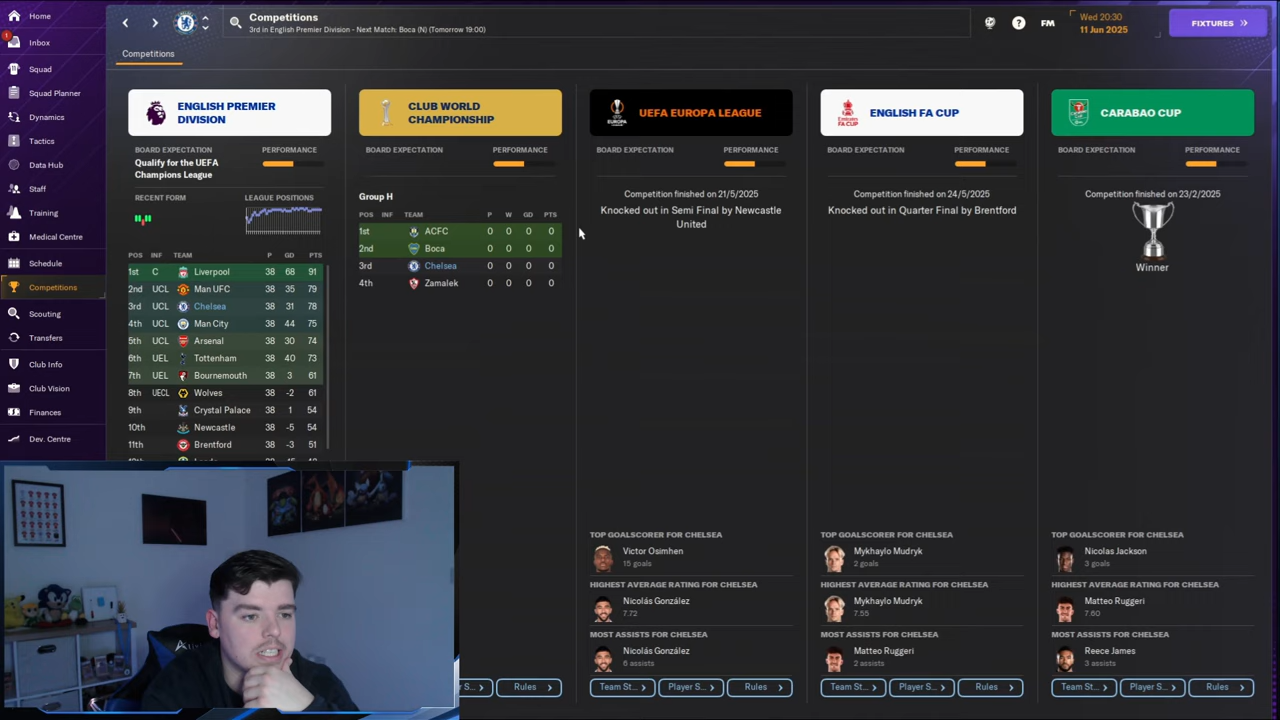 Home
Competitions
3rd in English Premier Division - Next Match: Boca (N) (Tomorrow 19:00)
FM
Wed 20:30
11 Jun 2025
FIXTURES
1
Inbox
Squad
Squad Planner
Dynamics
Tactics
Data Hub
Staff
Training
Medical Centre
Schedule
Competitions
Scouting
Transfers
Club Info
Club Vision
Finances
Dev. Centre
Competitions
ENGLISH PREMIER
DIVISION
BOARD EXPECTATION PERFORMANCE
Qualify for the UEFA
Champions League
RECENT FORM LEAGUE POSITIONS
POS INF TEAM P GD PTS
1st C Liverpool 38 68 91
2nd UCL Man UFC 38 35 79
3rd UCL Chelsea 38 31 78
4th UCL Man City 38 44 75
5th UCL Arsenal 38 30 74
6th UEL Tottenham 38 40 73
7th UEL Bournemouth 38 3 61
8th UECL Wolves 38 -2 61
9th Crystal Palace 38 1 54
10th Newcastle 38 -5 54
11th Brentford 38 -3 51
CLUB WORLD
CHAMPIONSHIP
BOARD EXPECTATION PERFORMANCE
Group H
POS INF TEAM P W GD PTS
1st ACFC 0 0 0 0
2nd Boca 0 0 0 0
3rd Chelsea 0 0 0 0
4th Zamalek 0 0 0 0
Rules
UEFA EUROPA LEAGUE
BOARD EXPECTATION PERFORMANCE
Competition finished on 21/5/2025
Knocked out in Semi Final by Newcastle
United
TOP GOALSCORER FOR CHELSEA
Victor Osimhen
15 goals
HIGHEST AVERAGE RATING FOR CHELSEA
Nicolás González
7.72
MOST ASSISTS FOR CHELSEA
Nicolás González
6 assists
Team St... Player S... Rules
EMIRATES FA CUP
ENGLISH FA CUP
BOARD EXPECTATION PERFORMANCE
Competition finished on 24/5/2025
Knocked out in Quarter Final by Brentford
TOP GOALSCORER FOR CHELSEA
Mykhaylo Mudryk
2 goals
HIGHEST AVERAGE RATING FOR CHELSEA
Mykhaylo Mudryk
7.55
MOST ASSISTS FOR CHELSEA
Matteo Ruggeri
2 assists
Team St... Player S... Rules
CARABAO CUP
BOARD EXPECTATION PERFORMANCE
Competition finished on 23/2/2025
Winner
TOP GOALSCORER FOR CHELSEA
Nicolas Jackson
3 goals
HIGHEST AVERAGE RATING FOR CHELSEA
Matteo Ruggeri
7.60
MOST ASSISTS FOR CHELSEA
Reece James
3 assists
Team St... Player S... Rules